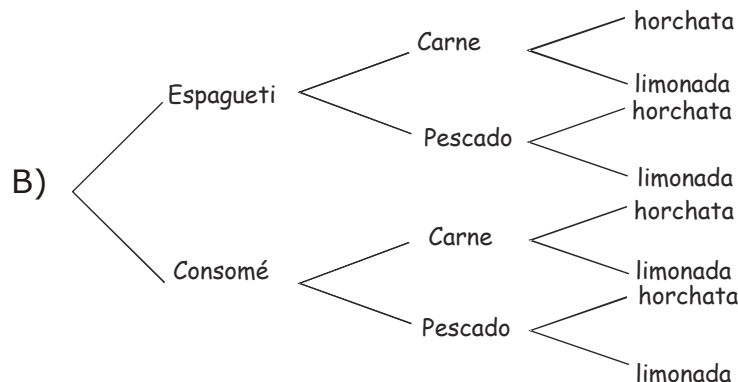 horchata
Carne
limonada
Espagueti
horchata
Pescado
limonada
B)
horchata
Carne
Consomé
limonada
horchata
Pescado
limonada